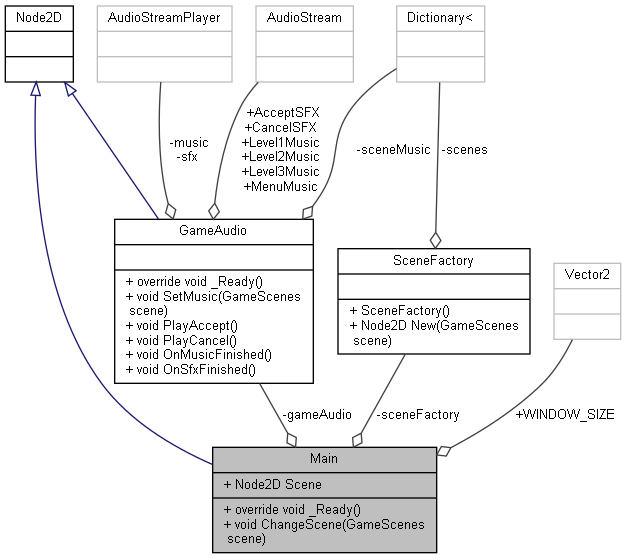 Node2D
AudioStreamPlayer
AudioStream
Dictionary<
-music
-sfx
+AcceptSFX
+CancelSFX
+Level1Music
+Level2Music
+Level3Music
+MenuMusic
-sceneMusic
-scenes
GameAudio
+ override void _Ready()
+ void SetMusic(GameScenes
scene)
+ void PlayAccept()
+ void PlayCancel()
+ void OnMusicFinished()
+ void OnSfxFinished()
SceneFactory
+ SceneFactory()
+ Node2D New(GameScenes
scene)
Vector2
-gameAudio
-sceneFactory
+WINDOW_SIZE
Main
+ Node2D Scene
+ override void _Ready()
+ void ChangeScene(GameScenes
scene)